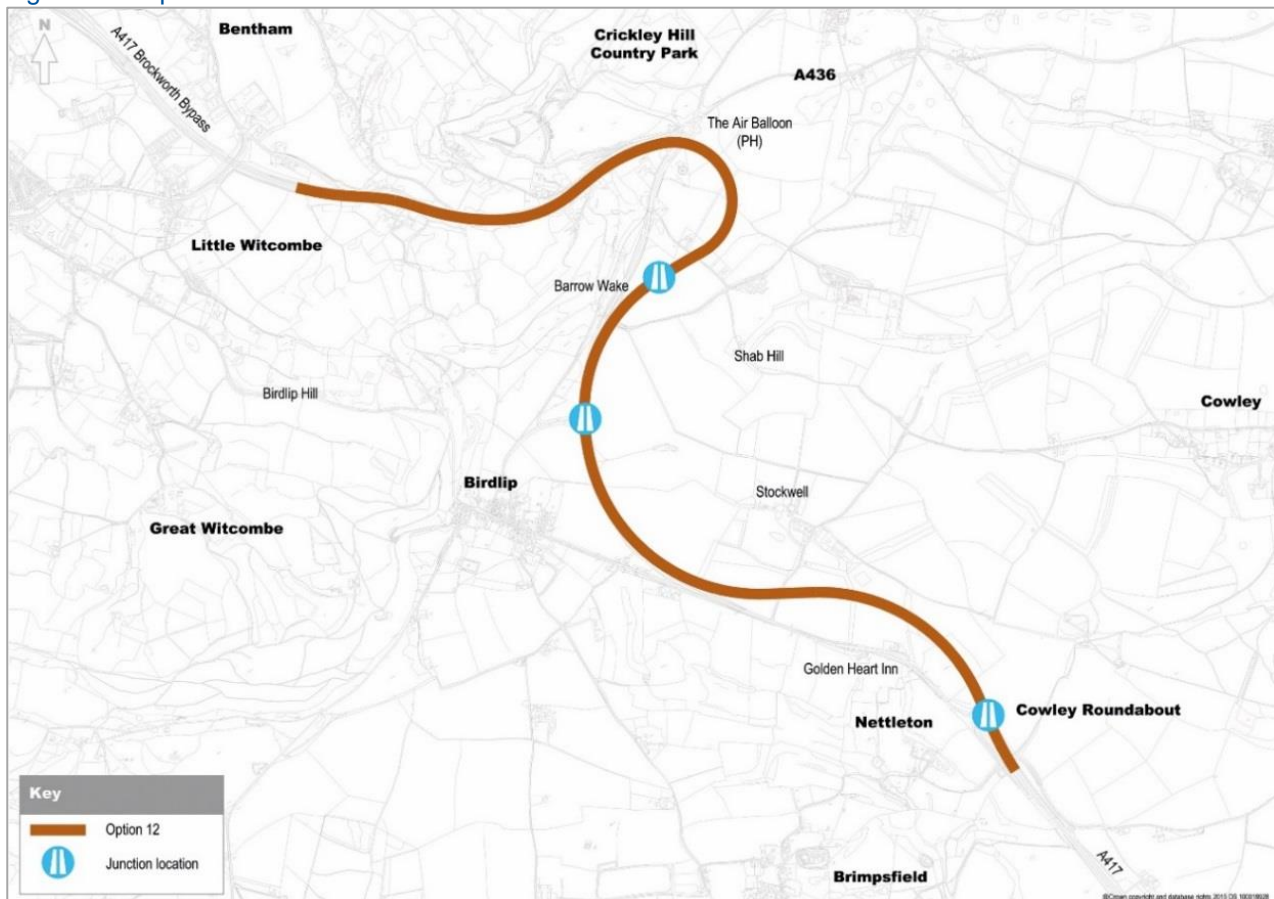 N
Bentham
Crickley Hill
Country Park
A417 Brockworth Bypass
A436
The Air Balloon
(PH)
Little Witcombe
Barrow Wake
Shab Hill
Birdlip Hill
Cowley
Birdlip
Stockwell
Great Witcombe
Golden Heart Inn
Nettleton
Cowley Roundabout
Key
Option 12
Junction location
A417
Brimpsfield